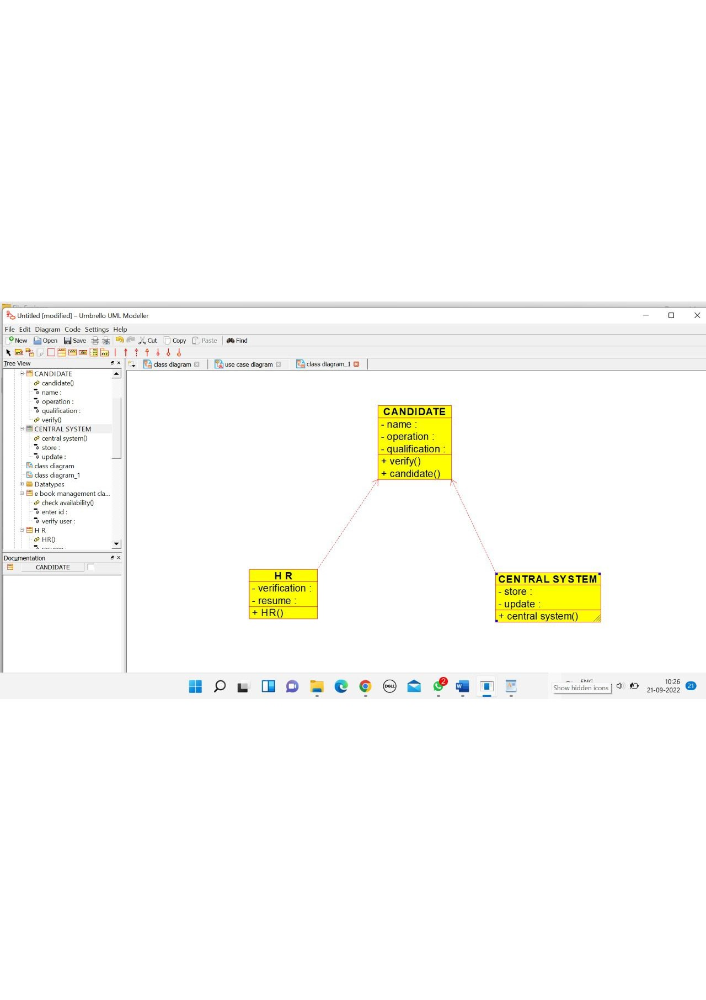 Untitled [modified] – Umbrello UML Modeller
File Edit Diagram Code Settings Help
New Open Save Cut Copy Paste Find
Tree View
class diagram use case diagram class diagram_1
CANDIDATE
candidate()
name :
operation :
qualification :
verify()
CENTRAL SYSTEM
central system()
store :
update :
class diagram
class diagram_1
Datatypes
e book management cla...
check availability()
enter id :
verify user :
H R
HR()
resume :
Documentation
CANDIDATE
CANDIDATE
- name :
- operation :
- qualification :
+ verify()
+ candidate()
H R
- verification :
- resume :
+ HR()
CENTRAL SYSTEM
- store :
- update :
+ central system()
DELL
2
W
ENG
Show hidden icons
10:26
21-09-2022
21